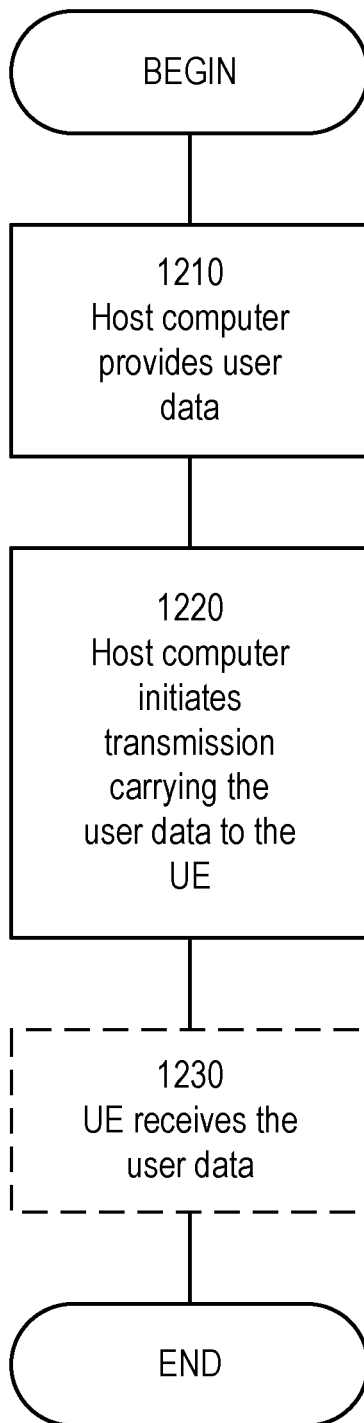 BEGIN
1210
Host computer
provides user
data
1220
Host computer
initiates
transmission
carrying the
user data to the
UE
1230
UE receives the
user data
END